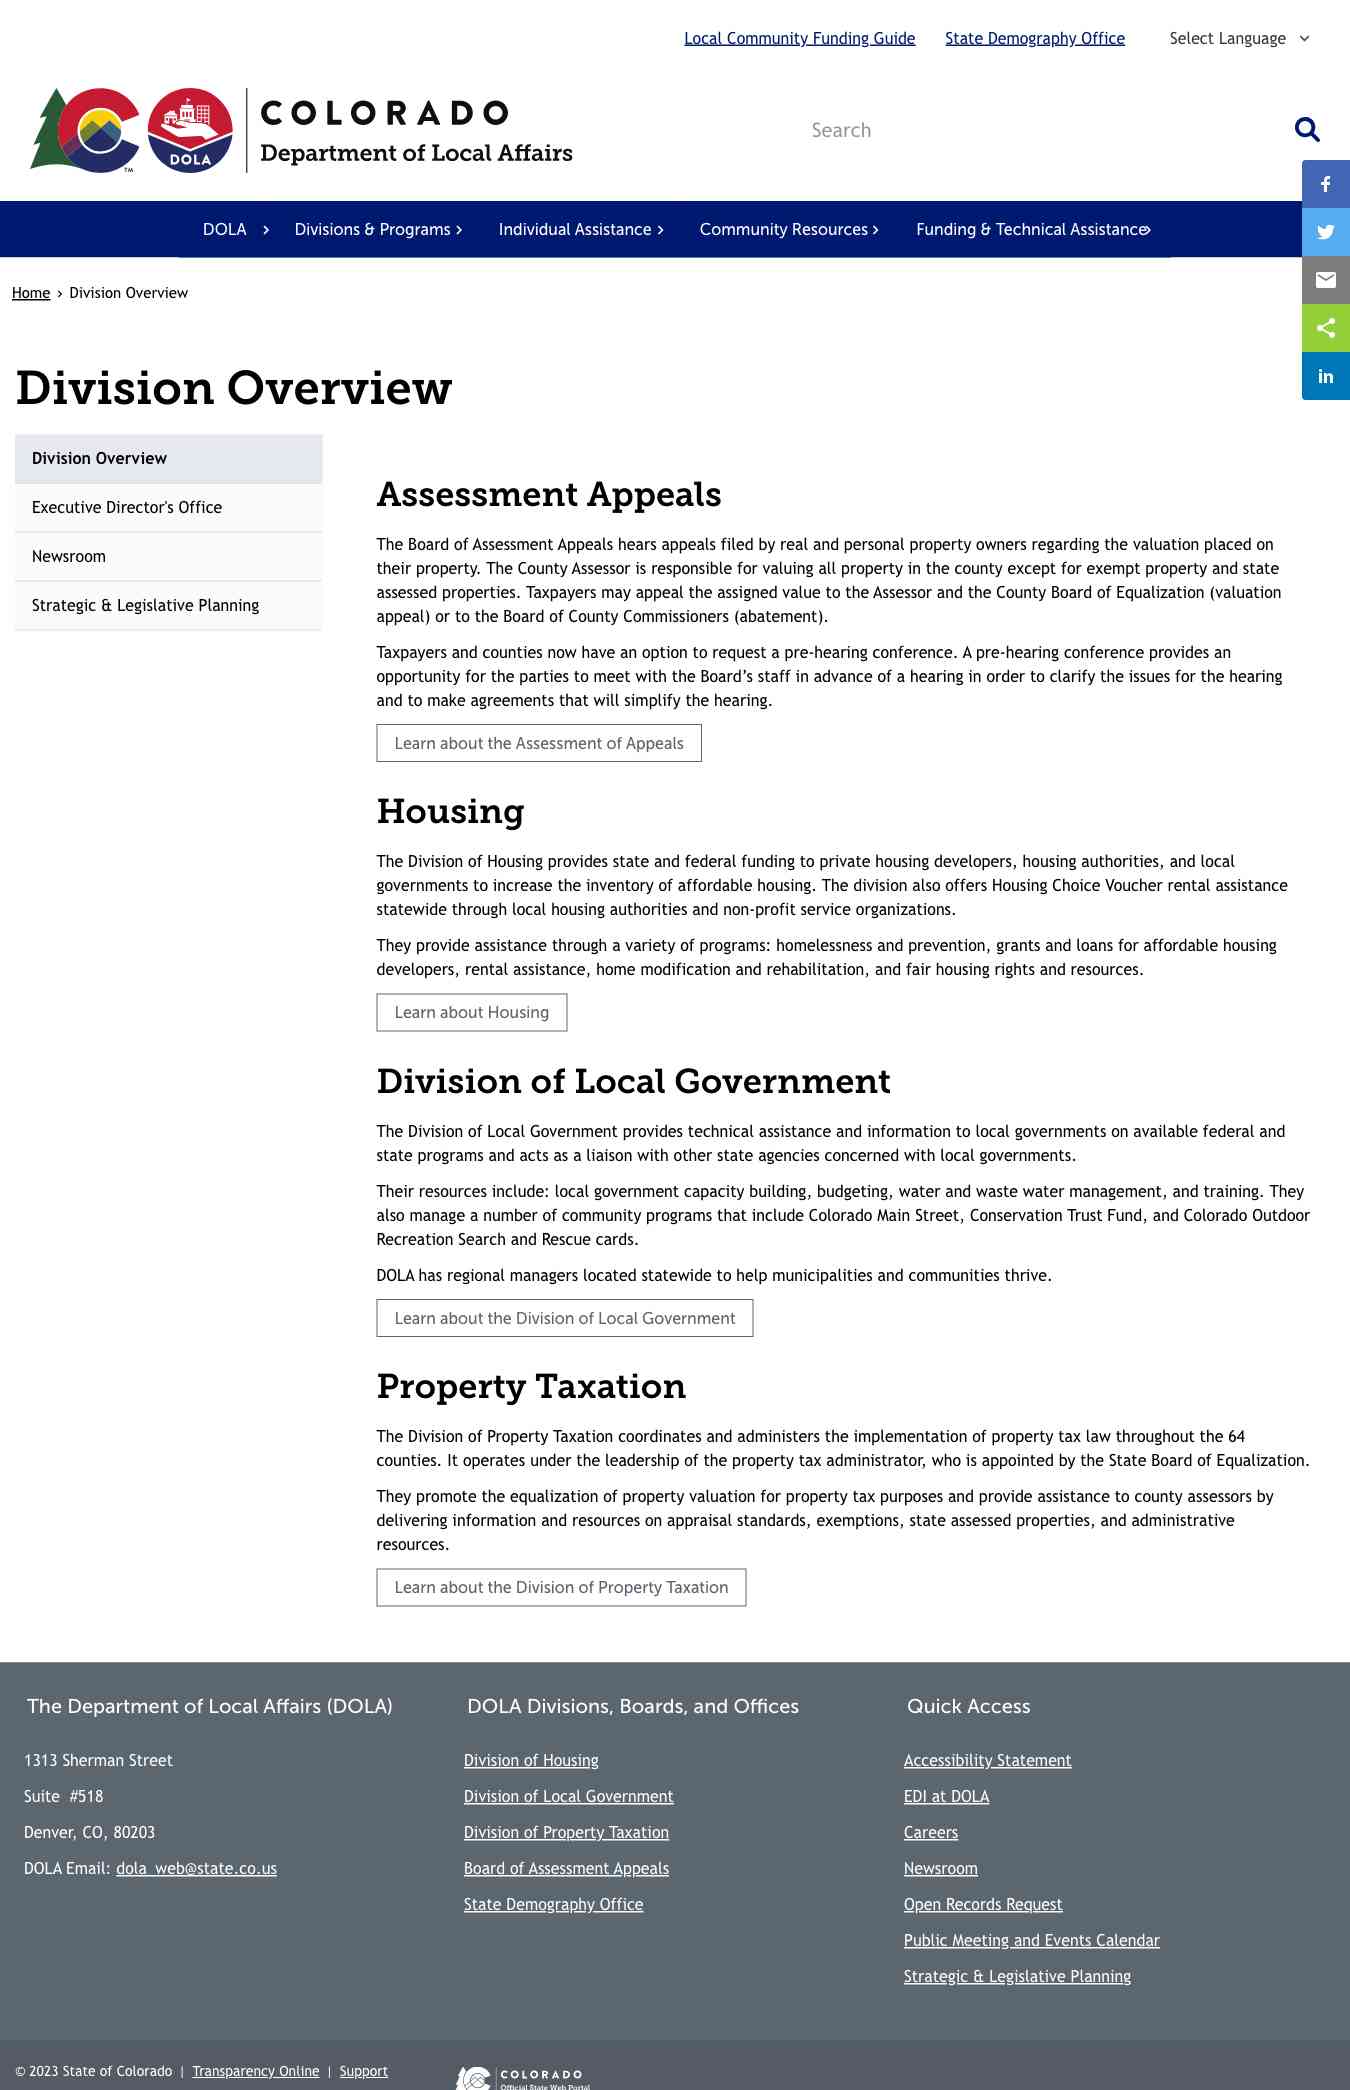 Local Community Funding Guide State Demography Office Select Language
TM
DOLA
COLORADO
Department of Local Affairs
Search
DOLA Divisions & Programs Individual Assistance Community Resources Funding & Technical Assistance
Home › Division Overview
Division Overview
Division Overview
Executive Director's Office
Newsroom
Strategic & Legislative Planning
Assessment Appeals
The Board of Assessment Appeals hears appeals filed by real and personal property owners regarding the valuation placed on
their property. The County Assessor is responsible for valuing all property in the county except for exempt property and state
assessed properties. Taxpayers may appeal the assigned value to the Assessor and the County Board of Equalization (valuation
appeal) or to the Board of County Commissioners (abatement).
Taxpayers and counties now have an option to request a pre-hearing conference. A pre-hearing conference provides an
opportunity for the parties to meet with the Board’s staff in advance of a hearing in order to clarify the issues for the hearing
and to make agreements that will simplify the hearing.
Learn about the Assessment of Appeals
Housing
The Division of Housing provides state and federal funding to private housing developers, housing authorities, and local
governments to increase the inventory of affordable housing. The division also offers Housing Choice Voucher rental assistance
statewide through local housing authorities and non-profit service organizations.
They provide assistance through a variety of programs: homelessness and prevention, grants and loans for affordable housing
developers, rental assistance, home modification and rehabilitation, and fair housing rights and resources.
Learn about Housing
Division of Local Government
The Division of Local Government provides technical assistance and information to local governments on available federal and
state programs and acts as a liaison with other state agencies concerned with local governments.
Their resources include: local government capacity building, budgeting, water and waste water management, and training. They
also manage a number of community programs that include Colorado Main Street, Conservation Trust Fund, and Colorado Outdoor
Recreation Search and Rescue cards.
DOLA has regional managers located statewide to help municipalities and communities thrive.
Learn about the Division of Local Government
Property Taxation
The Division of Property Taxation coordinates and administers the implementation of property tax law throughout the 64
counties. It operates under the leadership of the property tax administrator, who is appointed by the State Board of Equalization.
They promote the equalization of property valuation for property tax purposes and provide assistance to county assessors by
delivering information and resources on appraisal standards, exemptions, state assessed properties, and administrative
resources.
Learn about the Division of Property Taxation
The Department of Local Affairs (DOLA)
1313 Sherman Street
Suite #518
Denver, CO, 80203
DOLA Email: dola_web@state.co.us
DOLA Divisions, Boards, and Offices
Division of Housing
Division of Local Government
Division of Property Taxation
Board of Assessment Appeals
State Demography Office
Quick Access
Accessibility Statement
EDI at DOLA
Careers
Newsroom
Open Records Request
Public Meeting and Events Calendar
Strategic & Legislative Planning
© 2023 State of Colorado | Transparency Online | Support
COLORADO
Official State Web Portal